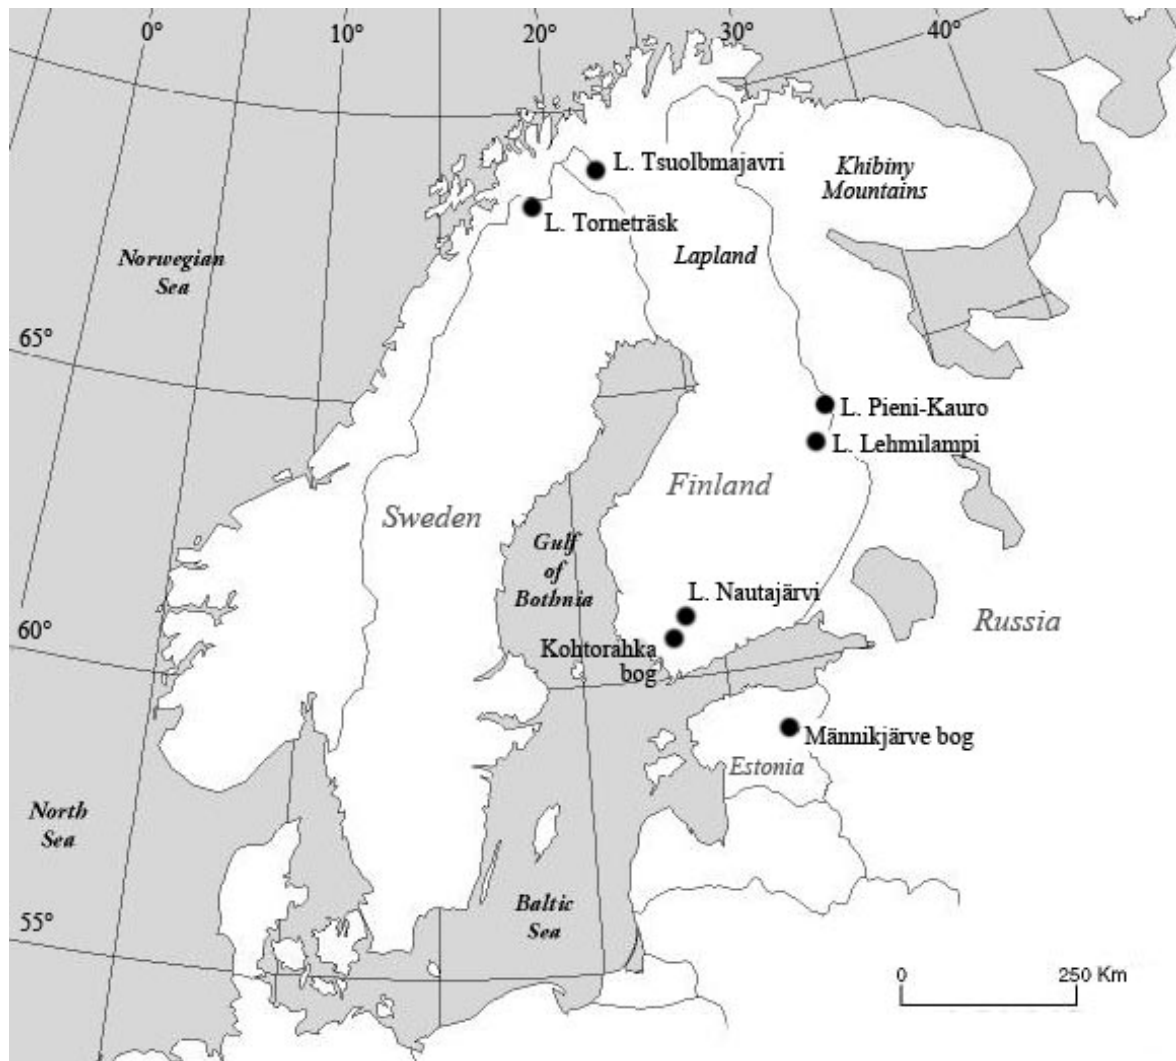 0°
10°
20°
30°
40°
L. Tsuolbmajavri
Khibiny
Mountains
L. Torneträsk
Lapland
Norwegian
Sea
65°
L. Pieni-Kauro
L. Lehmilampi
Finland
Sweden
Gulf
of
Bothnia
L. Nautajärvi
Russia
60°
Kohtorahka
bog
Männikjärve bog
Estonia
North
Sea
Baltic
Sea
55°
0
250 Km